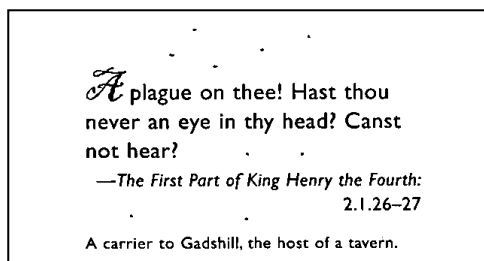 A plague on thee! Hast thou
never an eye in thy head? Canst
not hear?
—The First Part of King Henry the Fourth:
2.1.26–27
A carrier to Gadshill, the host of a tavern.